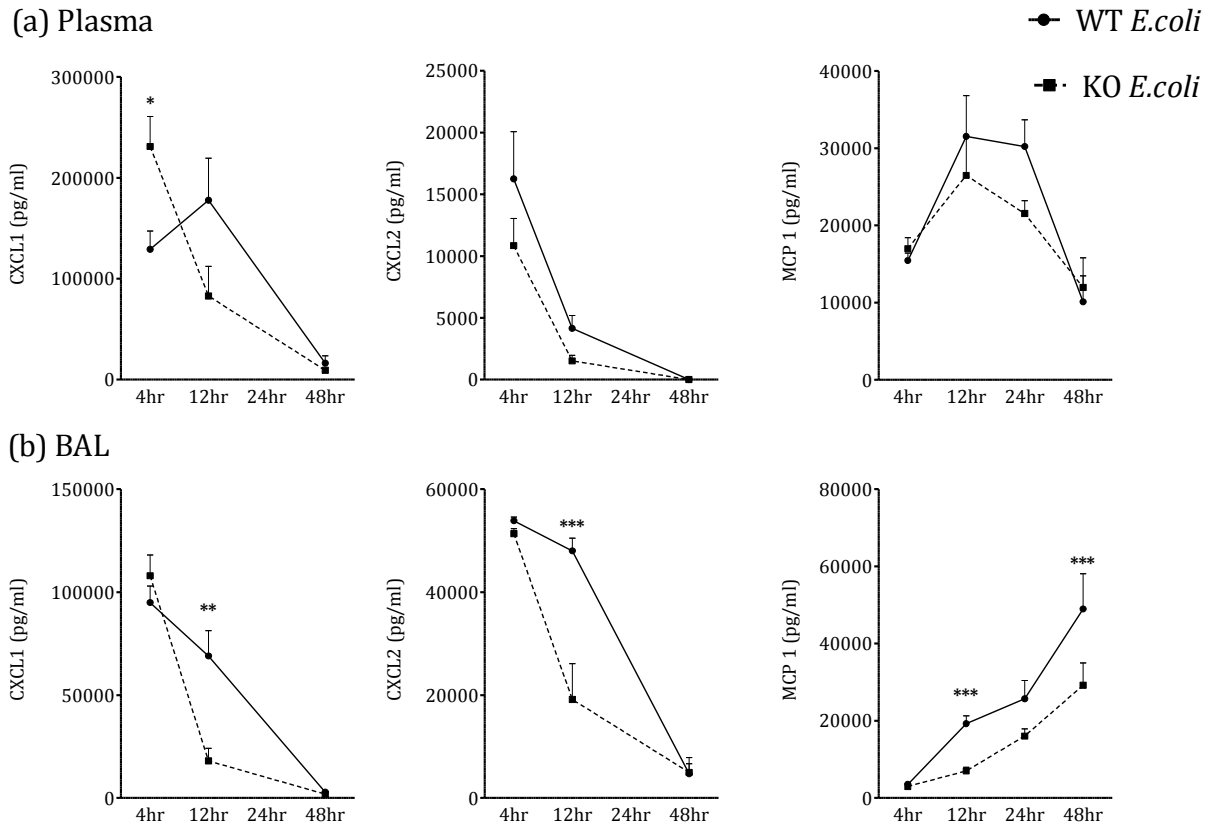 (a) Plasma
WT E.coli
KO E.coli
CXCL1 (pg/ml)
300000
200000
100000
0
*
4hr 12hr 24hr 48hr
CXCL2 (pg/ml)
25000
20000
15000
10000
5000
0
4hr 12hr 24hr 48hr
MCP 1 (pg/ml)
40000
30000
20000
10000
0
4hr 12hr 24hr 48hr
(b) BAL
CXCL1 (pg/ml)
150000
100000
50000
0
**
4hr 12hr 24hr 48hr
CXCL2 (pg/ml)
60000
40000
20000
0
***
4hr 12hr 24hr 48hr
MCP 1 (pg/ml)
80000
60000
40000
20000
0
***
***
4hr 12hr 24hr 48hr